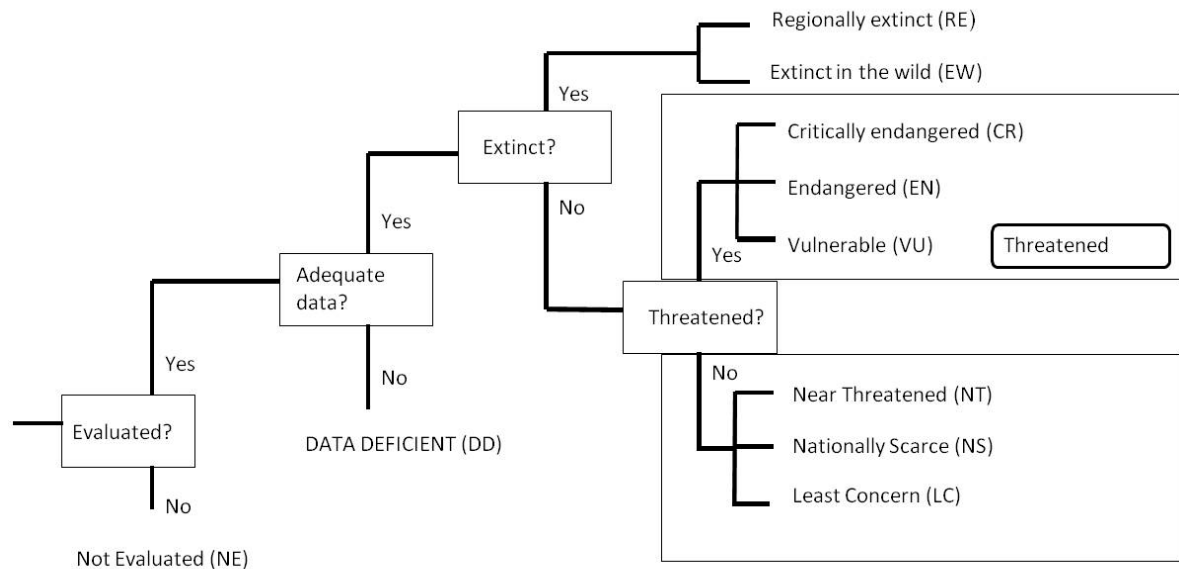 Regionally extinct (RE)
Extinct in the wild (EW)
Yes
Extinct?
Critically endangered (CR)
No
Endangered (EN)
Yes
Vulnerable (VU)
Threatened
Yes
Adequate
data?
Threatened?
Yes
No
No
Near Threatened (NT)
Evaluated?
DATA DEFICIENT (DD)
Nationally Scarce (NS)
No
Least Concern (LC)
Not Evaluated (NE)